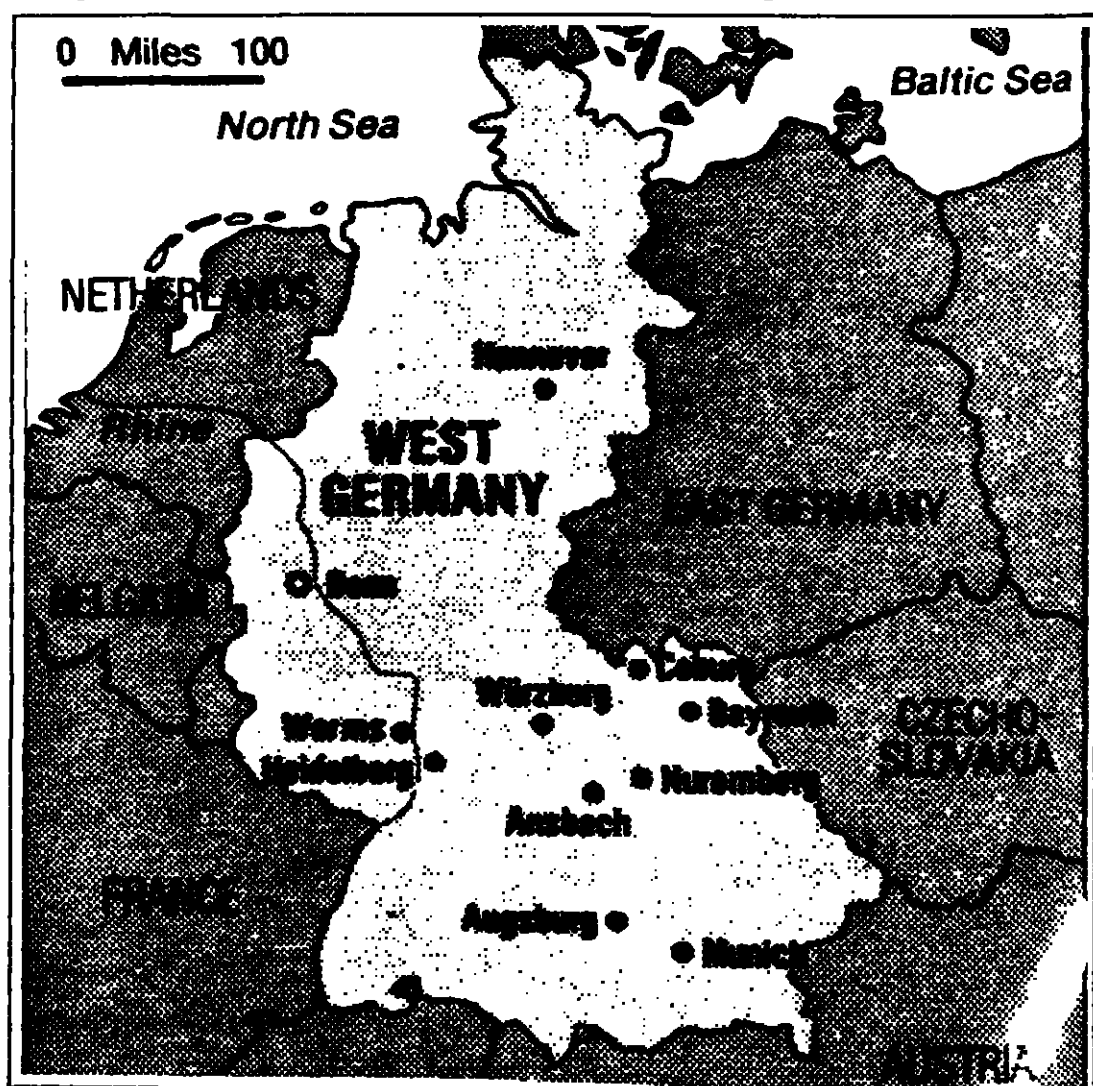 0 Miles 100
Baltic Sea
North Sea
NETHERLANDS
Hannover
Rhine
WEST
GERMANY
EAST GERMANY
Bonn
BELGIUM
Coburg
Würzburg
Bayreuth
Worms
CZECHO-
SLOVAKIA
Heidelberg
Nuremberg
Ansbach
FRANCE
Augsburg
Munich
AUSTRIA